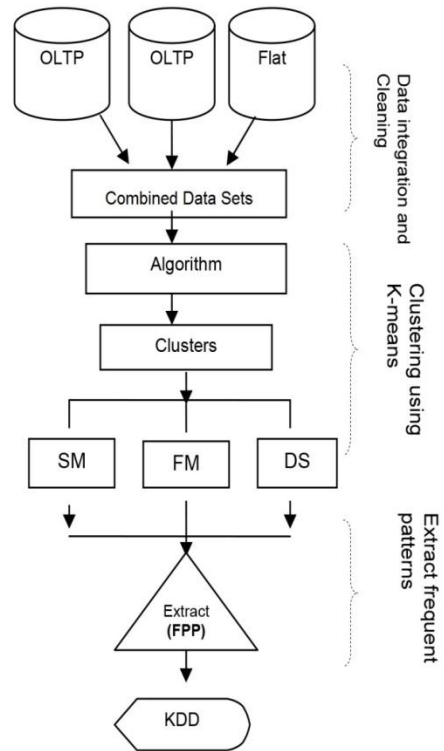 OLTP
OLTP
Flat
Combined Data Sets
Algorithm
Clusters
SM
FM
DS
Extract
(FPP)
KDD
Data integration and
Cleaning
Clustering using
K-means
Extract frequent
patterns